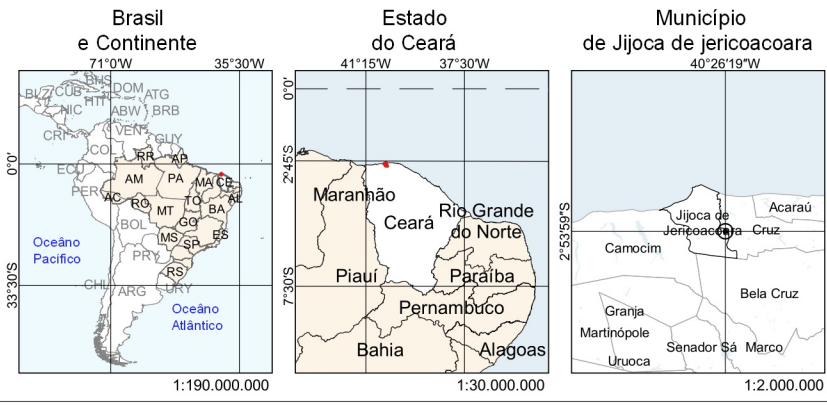 Brasil
e Continente
71°0'W
35°30'W
0°0'
33°30'S
BHS
BLZ
CUB
DOM
HTI
ATG
NIC
ABW
BRB
CRI
VEN
GUY
COL
RR
AP
ECU
AM
PA
MA
CE
PER
AC
RO
TO
AL
MT
BA
BOL
GO
MS
ES
SP
PRY
RS
CHL
ARG
URY
Oceâno
Pacífico
Oceâno
Atlântico
1:190.000.000
Estado
do Ceará
41°15'W
37°30'W
0°0'
2°45'S
7°30'S
Maranhão
Ceará
Rio Grande
do Norte
Piauí
Paraíba
Pernambuco
Bahia
Alagoas
1:30.000.000
Município
de Jijoca de jericoacoara
40°26'19"W
2°53'59"S
Acaraú
Jijoca de
Jericoacoara
Cruz
Camocim
Bela Cruz
Granja
Martinópole
Senador Sá
Marco
Uruoca
1:2.000.000